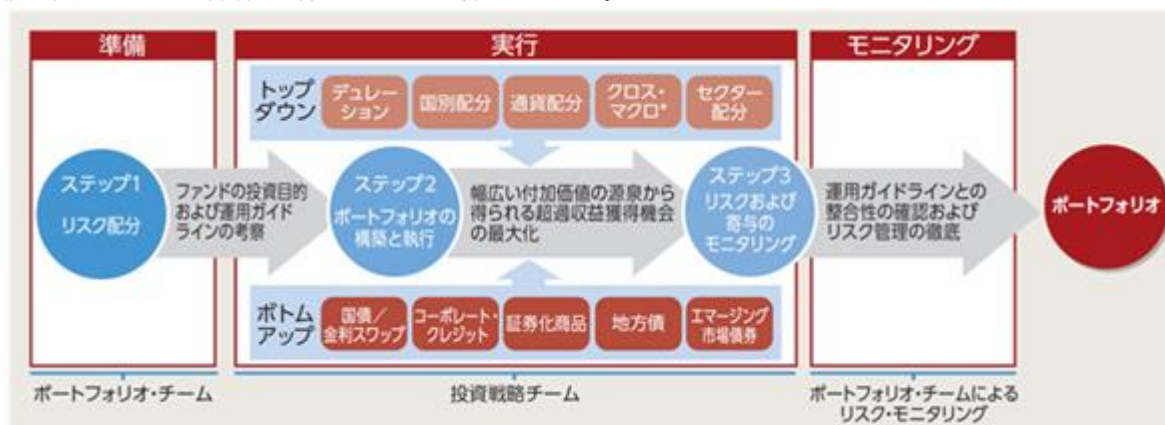 準備
実行
モニタリング
トップ
ダウン
デュレー
ション
国別配分
通貨配分
クロス・
マクロ*
セクター
配分
ステップ1
リスク配分
ファンドの投資目的
および運用ガイド
ラインの考察
ステップ2
ポートフォリオの
構築と執行
幅広い付加価値の源泉から
得られる超過収益獲得機会
の最大化
ステップ3
リスクおよび
寄与の
モニタリング
運用ガイドラインとの
整合性の確認および
リスク管理の徹底
ポートフォリオ
ボトム
アップ
国債/
金利スワップ
コーポレート・
クレジット
証券化商品
地方債
エマージング
市場債券
ポートフォリオ・チーム
投資戦略チーム
ポートフォリオ・チームによる
リスク・モニタリング